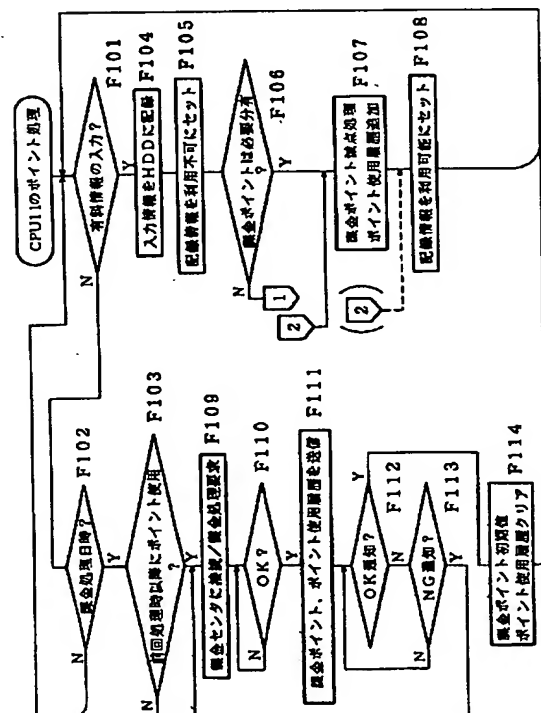 CPU11のポイント処理
有料情報の入力?
F101
N
Y
入力情報をHDDに記録
F104
記録情報を利用不可にセット
F105
課金ポイントは必要分有
?
F106
N
Y
1
2
課金ポイント減点処理
ポイント使用履歴追加
F107
( 2 )
記録情報を利用可能にセット
F108
課金処理日時?
F102
N
Y
前回処理時以降にポイント使用
?
F103
N
Y
課金センタに接続/課金処理要求
F109
OK?
F110
N
Y
課金ポイント、ポイント使用履歴を送信
F111
OK通知?
F112
Y
N
NG通知?
F113
N
Y
課金ポイント初期値
ポイント使用履歴クリア
F114